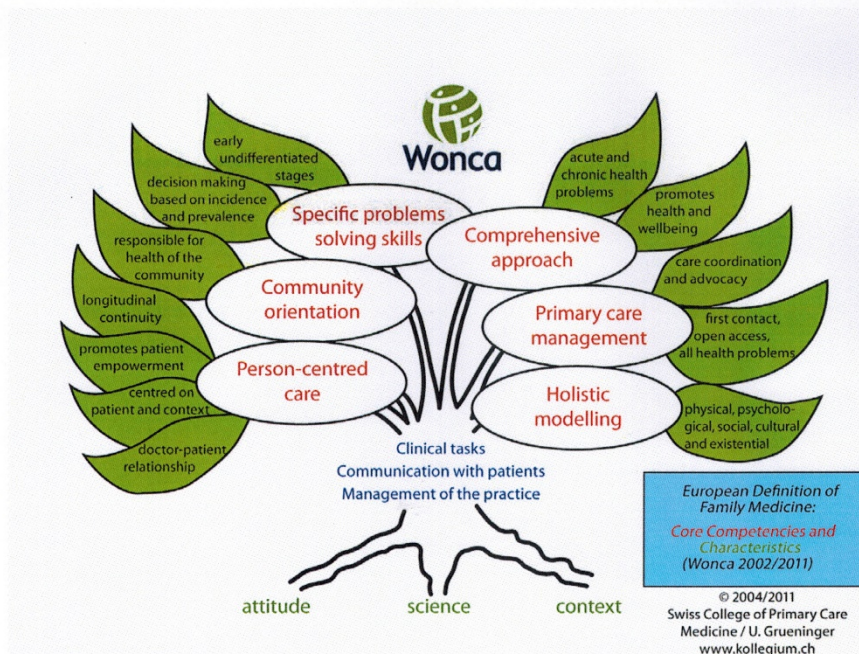 Wonca
early
undifferentiated
stages
decision making
based on incidence
and prevalence
responsible for
health of the
community
longitudinal
continuity
promotes patient
empowerment
centred on
patient and context
doctor-patient
relationship
Specific problems
solving skills
Community
orientation
Person-centred
care
acute and
chronic health
problems
promotes
health and
wellbeing
care coordination
and advocacy
first contact,
open access,
all health problems
physical, psycholo-
gical, social, cultural
and existential
Comprehensive
approach
Primary care
management
Holistic
modelling
Clinical tasks
Communication with patients
Management of the practice
attitude
science
context
European Definition of
Family Medicine:
Core Competencies and
Characteristics
(Wonca 2002/2011)
© 2004/2011
Swiss College of Primary Care
Medicine / U. Grueninger
www.kollegium.ch